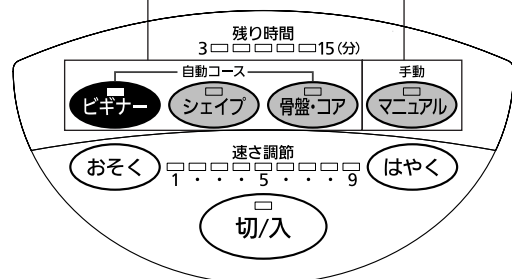 残り時間
3 15(分)
自動コース 手動
ビギナー シェイプ 骨盤・コア マニュアル
速さ調節
おそく はやく
1・・・5・・・9
切/入